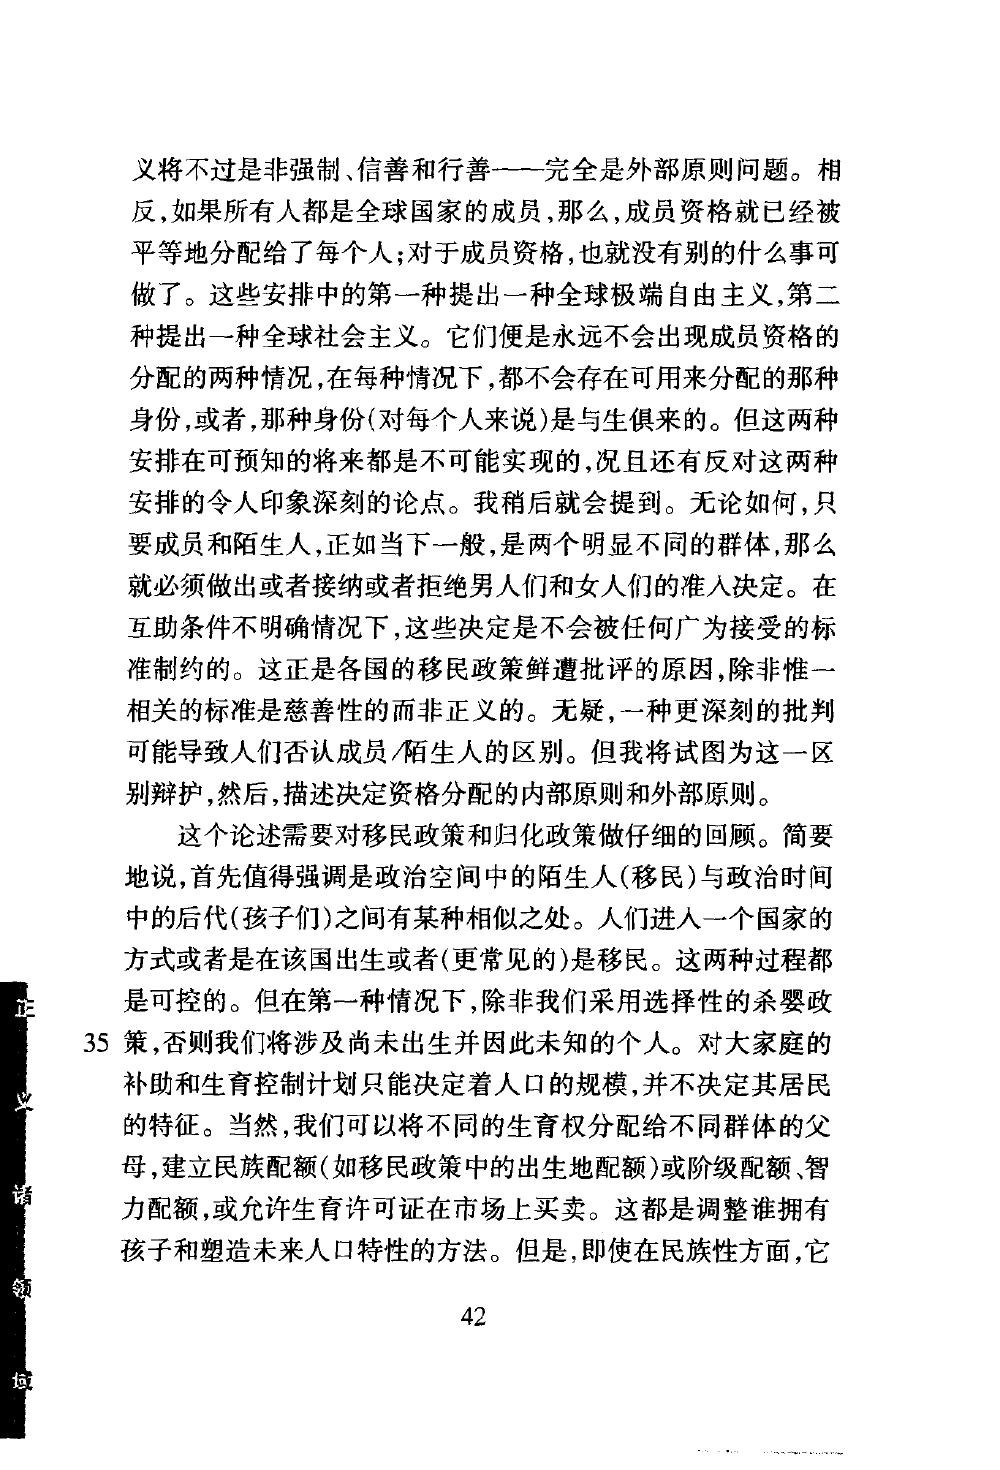 义将不过是非强制、信善和行善——完全是外部原则问题。相
反,如果所有人都是全球国家的成员,那么,成员资格就已经被
平等地分配给了每个人;对于成员资格,也就没有别的什么事可
做了。这些安排中的第一种提出一种全球极端自由主义,第二
种提出一种全球社会主义。它们便是永远不会出现成员资格的
分配的两种情况,在每种情况下,都不会存在可用来分配的那种
身份,或者,那种身份(对每个人来说)是与生俱来的。但这两种
安排在可预知的将来都是不可能实现的,况且还有反对这两种
安排的令人印象深刻的论点。我稍后就会提到。无论如何,只
要成员和陌生人,正如当下一般,是两个明显不同的群体,那么
就必须做出或者接纳或者拒绝男人们和女人们的准入决定。在
互助条件不明确情况下,这些决定是不会被任何广为接受的标
准制约的。这正是各国的移民政策鲜遭批评的原因,除非惟一
相关的标准是慈善性的而非正义的。无疑,一种更深刻的批判
可能导致人们否认成员/陌生人的区别。但我将试图为这一区
别辩护,然后,描述决定资格分配的内部原则和外部原则。
这个论述需要对移民政策和归化政策做仔细的回顾。简要
地说,首先值得强调是政治空间中的陌生人(移民)与政治时间
中的后代(孩子们)之间有某种相似之处。人们进入一个国家的
方式或者是在该国出生或者(更常见的)是移民。这两种过程都
是可控的。但在第一种情况下,除非我们采用选择性的杀婴政
35 策,否则我们将涉及尚未出生并因此未知的个人。对大家庭的
补助和生育控制计划只能决定着人口的规模,并不决定其居民
的特征。当然,我们可以将不同的生育权分配给不同群体的父
母,建立民族配额(如移民政策中的出生地配额)或阶级配额、智
力配额,或允许生育许可证在市场上买卖。这都是调整谁拥有
孩子和塑造未来人口特性的方法。但是,即使在民族性方面,它
42
正
义
诸
领
域